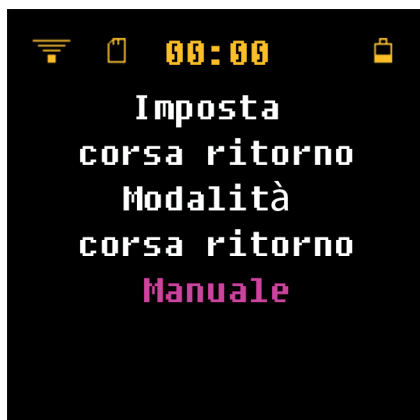 00:00
Imposta
corsa ritorno
Modalità
corsa ritorno
Manuale